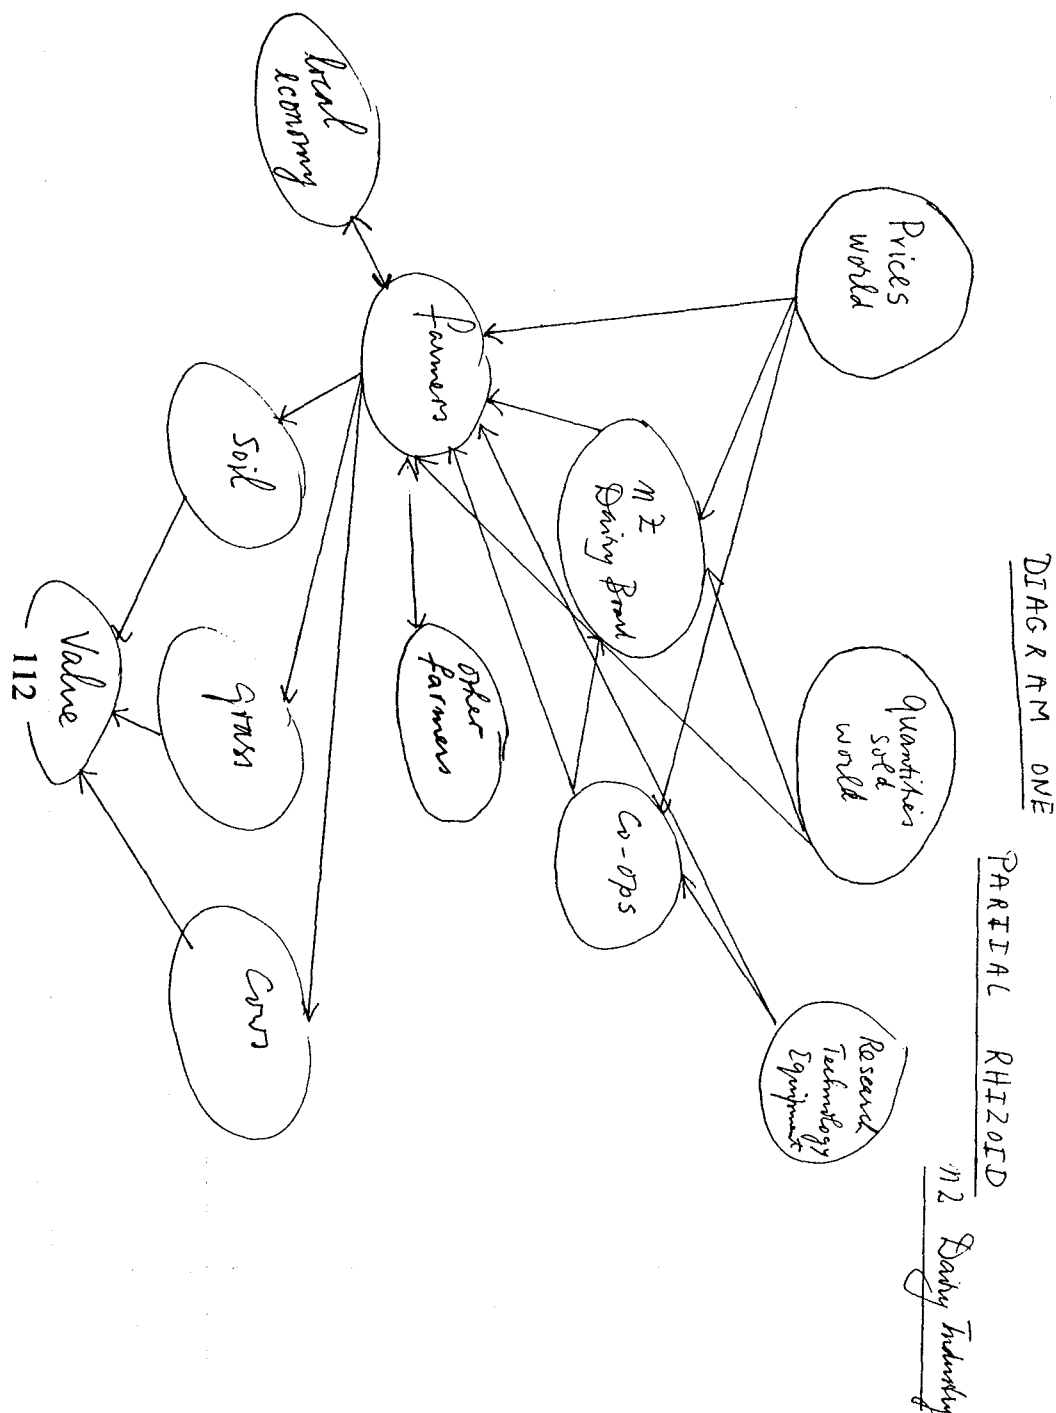 DIAGRAM ONE
PARTIAL RHIZOID
NZ Dairy Industry
Prices
world
Quantities
sold
world
Research
Technology
Equipment
NZ
Dairy Board
Co-ops
local
economy
farmers
other
farmers
Soil
Grass
Cows
Value
112